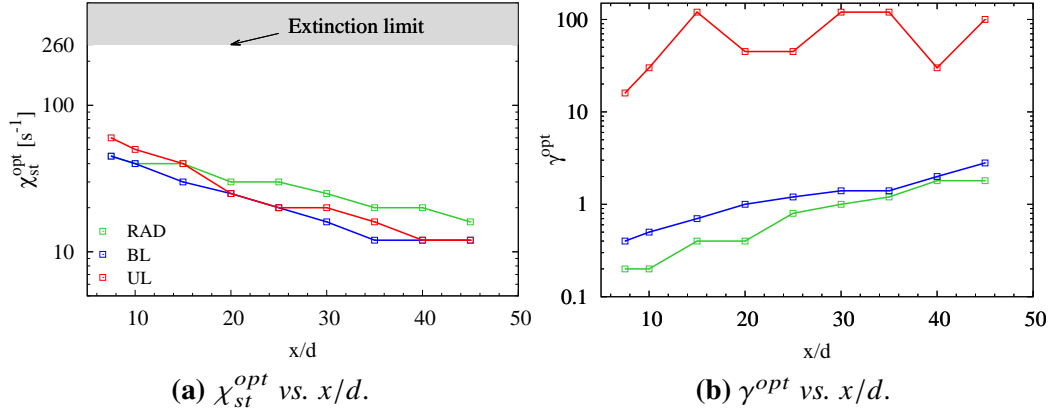 Extinction limit
260
100
10
χ_st^opt [s⁻¹]
RAD
BL
UL
10 20 30 40 50
x/d
(a) χ_st^opt vs. x/d.
100
10
1
0.1
γ^opt
10 20 30 40 50
x/d
(b) γ^opt vs. x/d.